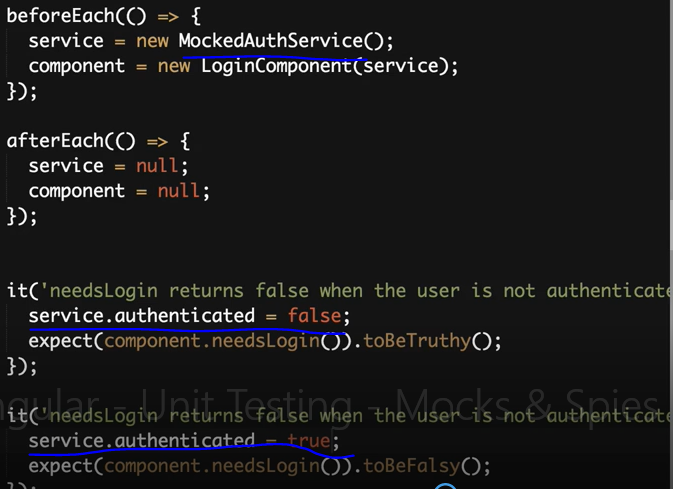 beforeEach(() => {
service = new MockedAuthService();
component = new LoginComponent(service);
});
afterEach(() => {
service = null;
component = null;
});
it('needsLogin returns false when the user is not authenticate
service.authenticated = false;
expect(component.needsLogin()).toBeTruthy();
});
ngular - Unit Testing - Mocks & Spies
it('needsLogin returns false when the user is not authenticate
service.authenticated = true;
expect(component.needsLogin()).toBeFalsy();
});